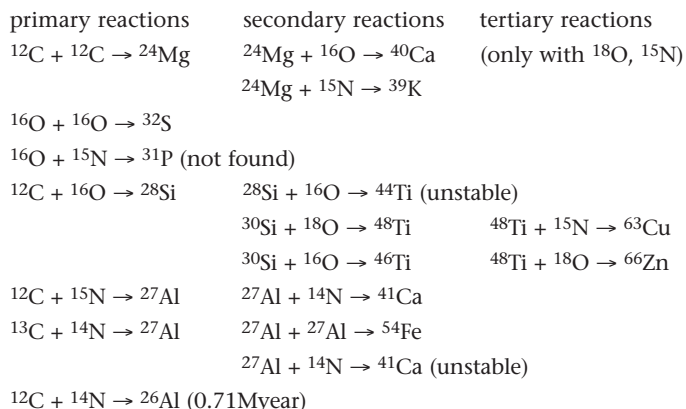 primary reactions secondary reactions tertiary reactions
¹²C + ¹²C → ²⁴Mg ²⁴Mg + ¹⁶O → ⁴⁰Ca (only with ¹⁸O, ¹⁵N)
²⁴Mg + ¹⁵N → ³⁹K
¹⁶O + ¹⁶O → ³²S
¹⁶O + ¹⁵N → ³¹P (not found)
¹²C + ¹⁶O → ²⁸Si ²⁸Si + ¹⁶O → ⁴⁴Ti (unstable)
³⁰Si + ¹⁸O → ⁴⁸Ti ⁴⁸Ti + ¹⁵N → ⁶³Cu
³⁰Si + ¹⁶O → ⁴⁶Ti ⁴⁸Ti + ¹⁸O → ⁶⁶Zn
¹²C + ¹⁵N → ²⁷Al ²⁷Al + ¹⁴N → ⁴¹Ca
¹³C + ¹⁴N → ²⁷Al ²⁷Al + ²⁷Al → ⁵⁴Fe
²⁷Al + ¹⁴N → ⁴¹Ca (unstable)
¹²C + ¹⁴N → ²⁶Al (0.71Myear)